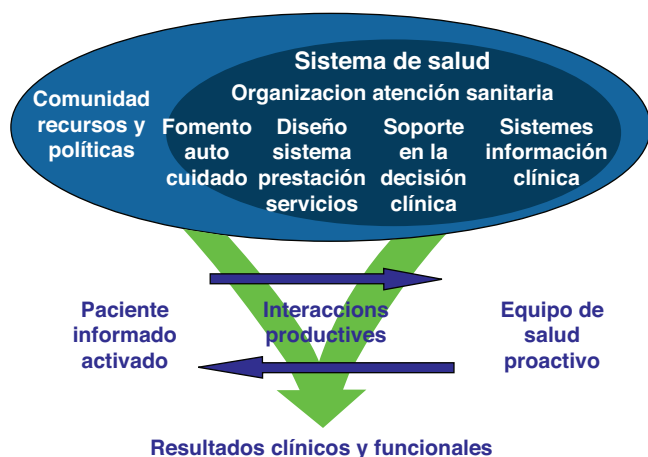 Sistema de salud
Organizacion atención sanitaria
Comunidad
recursos y
políticas
Fomento
auto
cuidado
Diseño
sistema
prestación
servicios
Soporte
en la
decisión
clínica
Sistemes
información
clínica
Paciente
informado
activado
Interaccions
productives
Equipo de
salud
proactivo
Resultados clínicos y funcionales